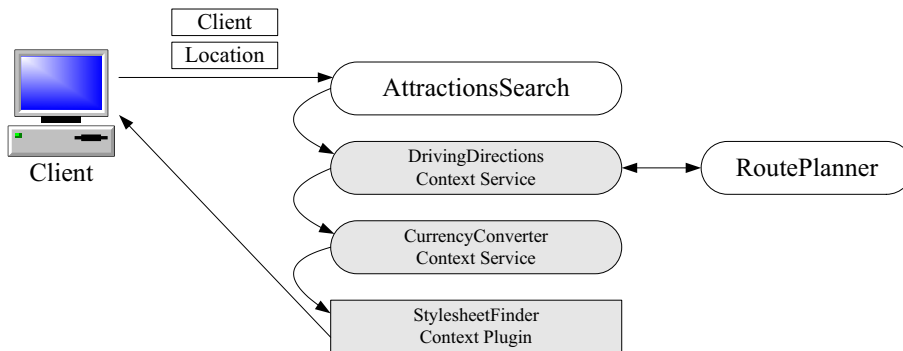 Client
Location
AttractionsSearch
Client
DrivingDirections
Context Service
RoutePlanner
CurrencyConverter
Context Service
StylesheetFinder
Context Plugin